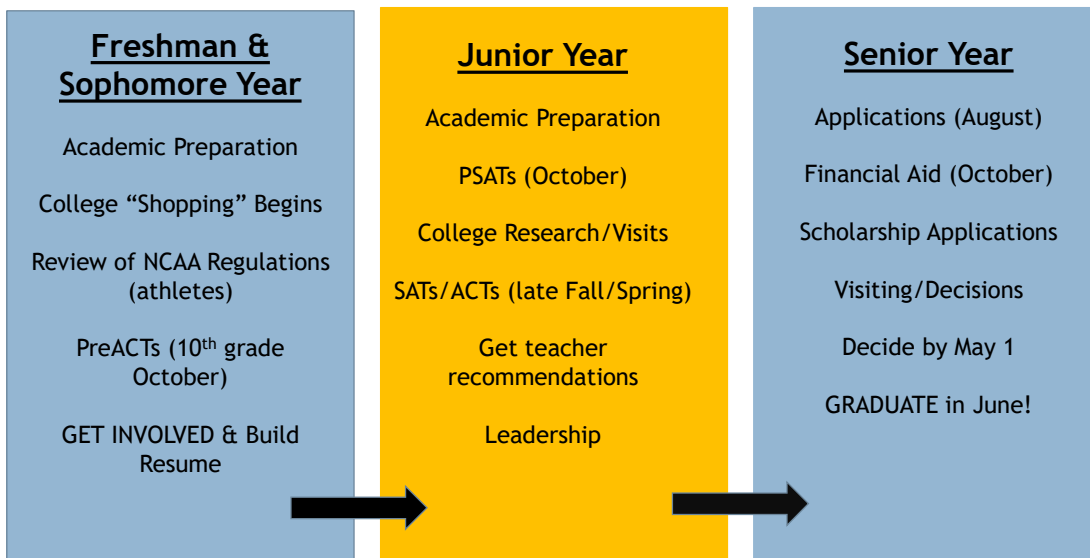 Freshman &
Sophomore Year
Academic Preparation
College “Shopping” Begins
Review of NCAA Regulations
(athletes)
PreACTs (10th grade
October)
GET INVOLVED & Build
Resume
Junior Year
Academic Preparation
PSATs (October)
College Research/Visits
SATs/ACTs (late Fall/Spring)
Get teacher
recommendations
Leadership
Senior Year
Applications (August)
Financial Aid (October)
Scholarship Applications
Visiting/Decisions
Decide by May 1
GRADUATE in June!